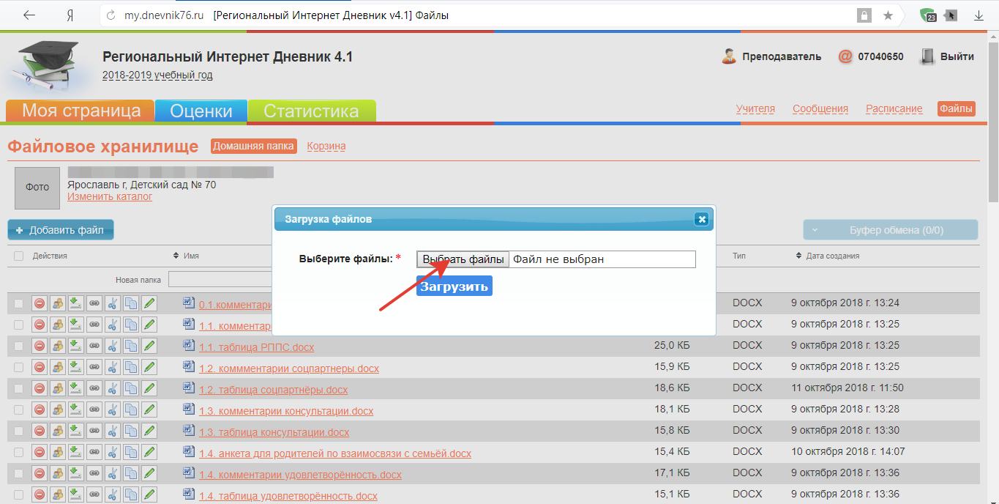 Я my.dnevnik76.ru [Региональный Интернет Дневник v4.1] Файлы 23
Региональный Интернет Дневник 4.1
2018-2019 учебный год
Преподаватель @ 07040650 Выйти
Моя страница Оценки Статистика
Учителя Сообщения Расписание Файлы
Файловое хранилище Домашняя папка Корзина
Фото
Ярославль г, Детский сад № 70
Изменить каталог
+ Добавить файл
Буфер обмена (0/0)
Загрузка файлов
Выберите файлы: * Выбрать файлы Файл не выбран
Загрузить
Действия Имя Тип Дата создания
Новая папка
0.1.комментари DOCX 9 октября 2018 г. 13:24
1.1. комментар DOCX 9 октября 2018 г. 13:25
1.1. таблица РППС.docx 25,0 КБ DOCX 9 октября 2018 г. 13:25
1.2. коммментарии соцпартнеры.docx 15,9 КБ DOCX 9 октября 2018 г. 13:25
1.2. таблица соцпартнёры.docx 18,6 КБ DOCX 11 октября 2018 г. 11:50
1.3. комментарии консультации.docx 18,1 КБ DOCX 9 октября 2018 г. 13:28
1.3. таблица консультации.docx 15,8 КБ DOCX 9 октября 2018 г. 13:30
1.4. анкета для родителей по взаимосвязи с семьёй.docx 15,4 КБ DOCX 10 октября 2018 г. 14:07
1.4. комментарии удовлетворённость.docx 17,1 КБ DOCX 9 октября 2018 г. 13:36
1.4. таблица удовлетворённость.docx 15,1 КБ DOCX 9 октября 2018 г. 13:36